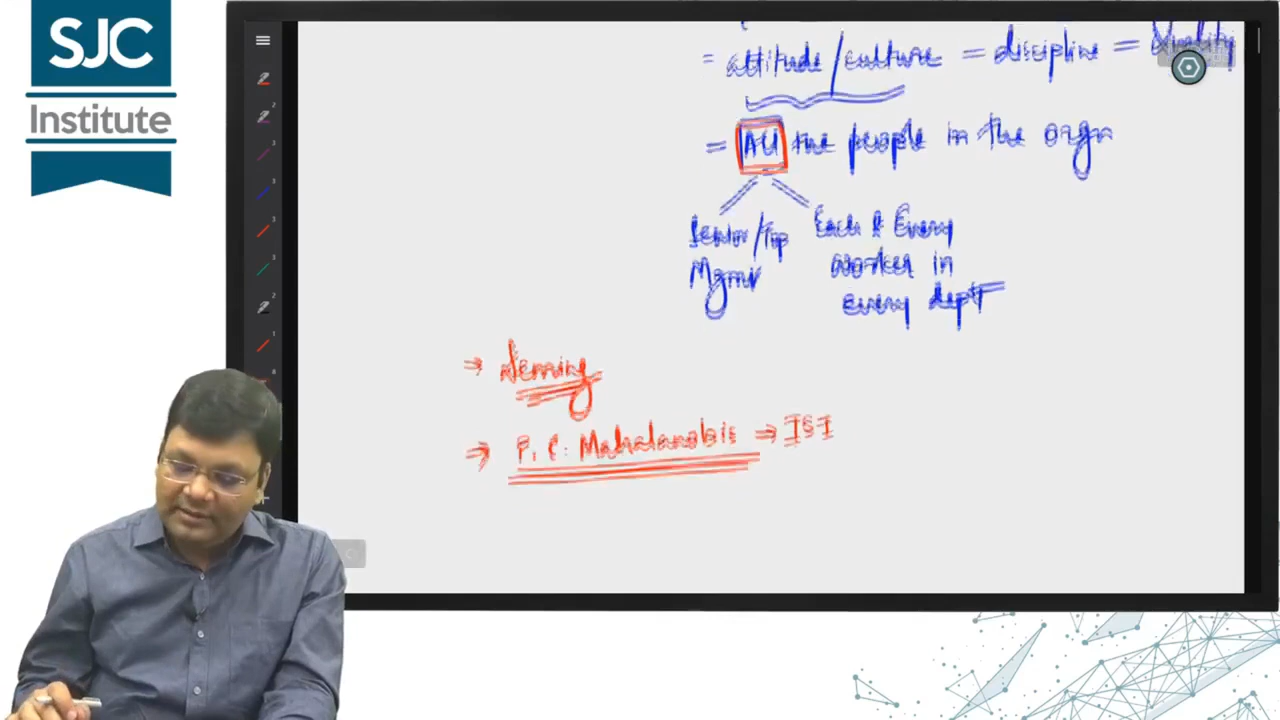 SJC
Institute
= attitude/culture = discipline = Quality
= All the people in the orgn
Senior/Top
Mgmt
Each & Every
worker in
every dept
⇒ Deming
⇒ P. C. Mahalanobis ⇒ ISI